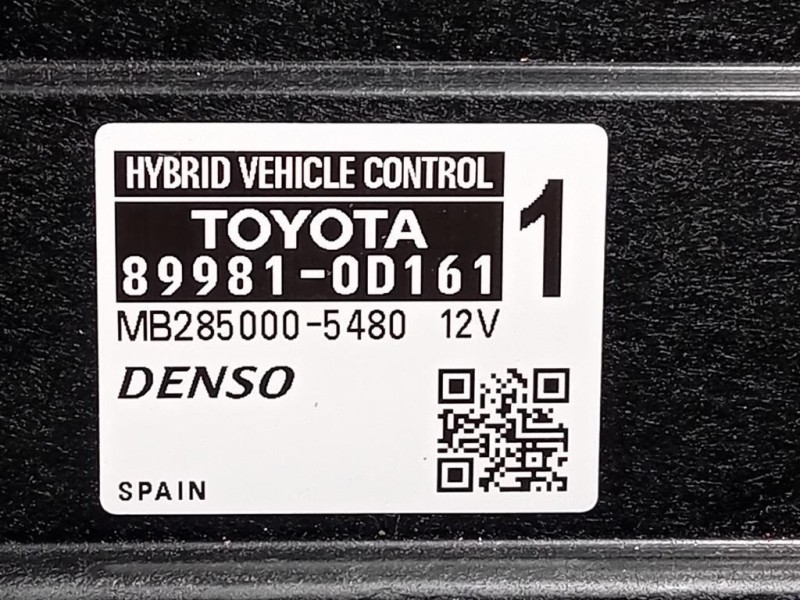 HYBRID VEHICLE CONTROL
TOYOTA
89981-0D161
1
MB285000-5480 12V
DENSO
SPAIN